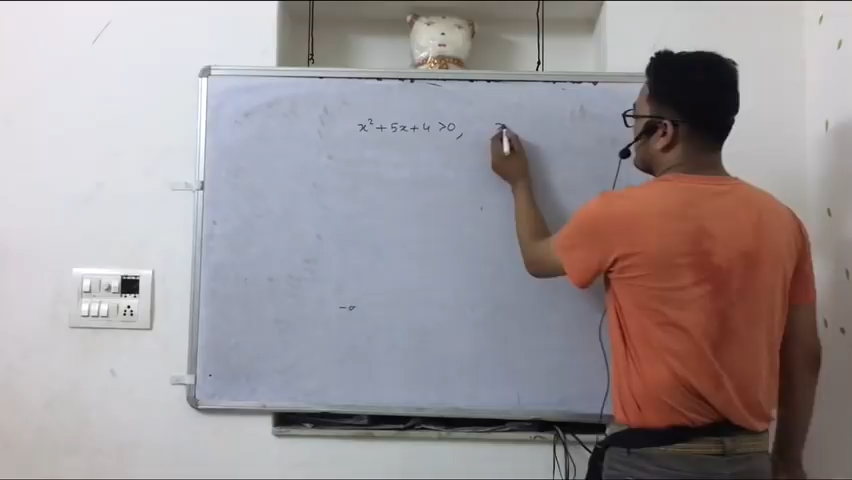 x² + 5x + 4 > 0,